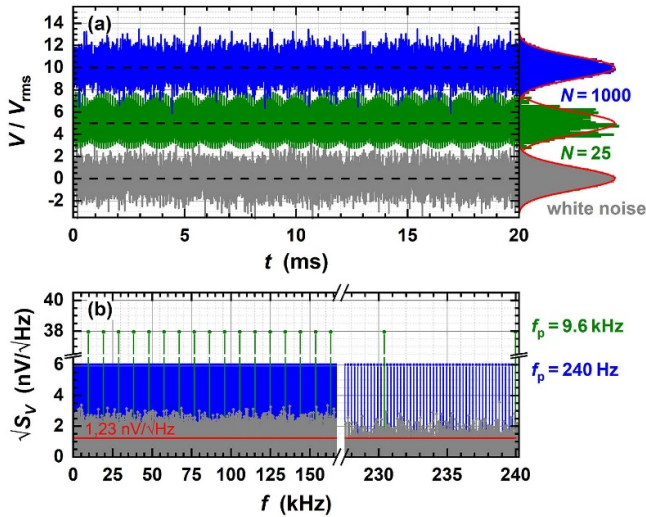 (a)
14
12
10
8
6
4
2
0
-2
V / Vrms
N = 1000
N = 25
white noise
0 5 10 15 20
t (ms)
(b)
40
38
6
4
2
0
√SV (nV/√Hz)
fp = 9.6 kHz
fp = 240 Hz
1,23 nV/√Hz
0 25 50 75 100 125 150 230 235 240
f (kHz)